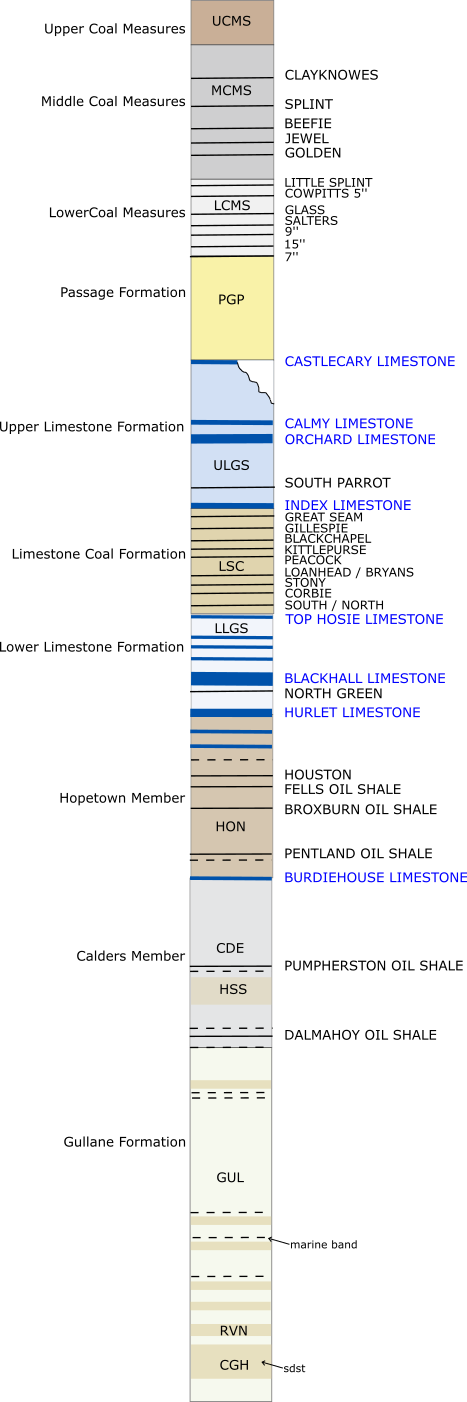 UCMS
Upper Coal Measures
CLAYKNOWES
MCMS
Middle Coal Measures
SPLINT
BEEFIE
JEWEL
GOLDEN
LITTLE SPLINT
COWPITTS 5"
LCMS
LowerCoal Measures
GLASS
SALTERS
9"
15"
7"
Passage Formation
PGP
CASTLECARY LIMESTONE
Upper Limestone Formation
CALMY LIMESTONE
ORCHARD LIMESTONE
ULGS
SOUTH PARROT
INDEX LIMESTONE
GREAT SEAM
GILLESPIE
BLACKCHAPEL
KITTLEPURSE
Limestone Coal Formation
PEACOCK
LSC
LOANHEAD / BRYANS
STONY
CORBIE
SOUTH / NORTH
TOP HOSIE LIMESTONE
LLGS
Lower Limestone Formation
BLACKHALL LIMESTONE
NORTH GREEN
HURLET LIMESTONE
HOUSTON
FELLS OIL SHALE
Hopetown Member
BROXBURN OIL SHALE
HON
PENTLAND OIL SHALE
BURDIEHOUSE LIMESTONE
CDE
Calders Member
PUMPHERSTON OIL SHALE
HSS
DALMAHOY OIL SHALE
Gullane Formation
GUL
marine band
RVN
CGH
sdst